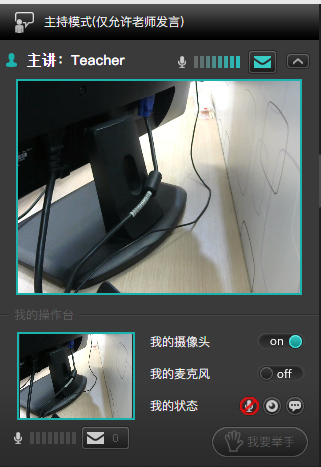 主持模式(仅允许老师发言)
主讲：Teacher
我的操作台
我的摄像头 on
我的麦克风 off
我的状态
0
我要举手